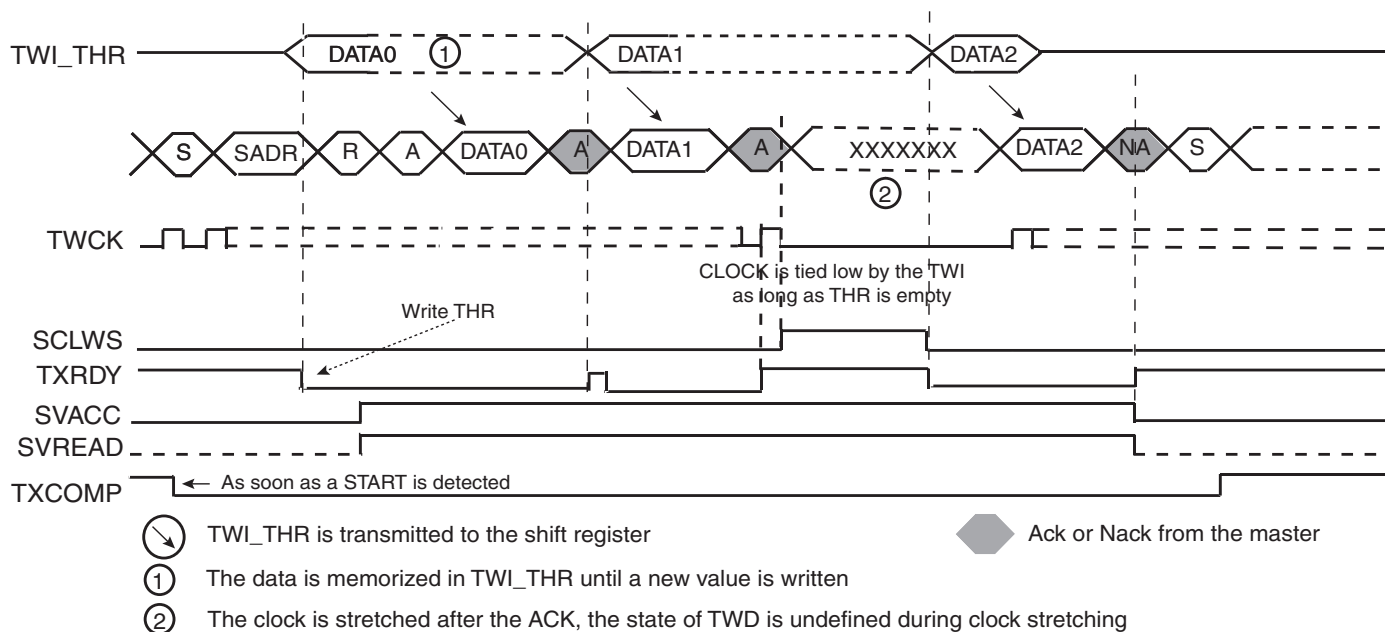 TWI_THR DATA0 1 DATA1 DATA2
S SADR R A DATA0 A DATA1 A XXXXXXX DATA2 NA S
2
TWCK
CLOCK is tied low by the TWI
as long as THR is empty
Write THR
SCLWS
TXRDY
SVACC
SVREAD
TXCOMP As soon as a START is detected
TWI_THR is transmitted to the shift register Ack or Nack from the master
1 The data is memorized in TWI_THR until a new value is written
2 The clock is stretched after the ACK, the state of TWD is undefined during clock stretching